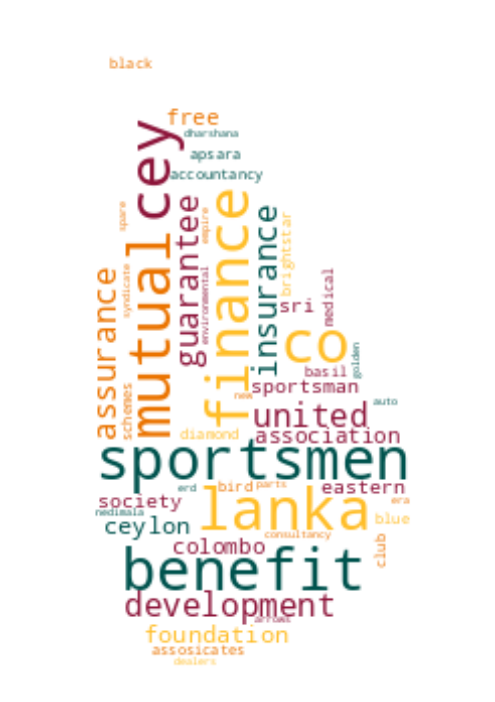 black
free
dharshana
cey
apsara
accountancy
spare
empire
guarantee
finance
insurance
brightstar
mutual
syndicate
environmental
assurance
medical
sri
co
golden
basil
schemes
sportsman
new
auto
united
diamond
association
sportsmen
erd
bird
parts
eastern
society
lanka
era
nedimala
ceylon
blue
consultancy
club
colombo
benefit
development
arrows
foundation
assosicates
dealers